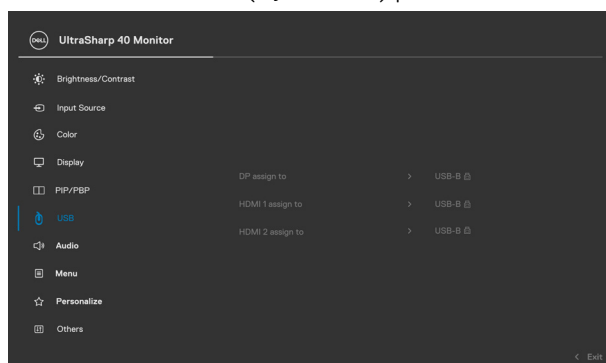 DELL UltraSharp 40 Monitor
Brightness/Contrast
Input Source
Color
Display
DP assign to > USB-B
PIP/PBP
HDMI 1 assign to > USB-B
USB
HDMI 2 assign to > USB-B
Audio
Menu
Personalize
Others
< Exit